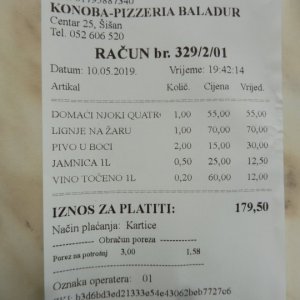 KONOBA-PIZZERIA BALADUR
Centar 25, Šišan
Tel. 052 606 520
RAČUN br. 329/2/01
Datum: 10.05.2019. Vrijeme: 19:42:14
Artikal Količ. Cijena Vrijed.
DOMAĆI NJOKI QUATRO 1,00 55,00 55,00
LIGNJE NA ŽARU 1,00 70,00 70,00
PIVO U BOCI 2,00 15,00 30,00
JAMNICA 1L 0,50 25,00 12,50
VINO TOČENO 1L 0,20 60,00 12,00
IZNOS ZA PLATITI: 179,50
Način plaćanja: Kartice
Obračun poreza
Porez na potrošnj 3,00 1,58
Oznaka operatera: 01